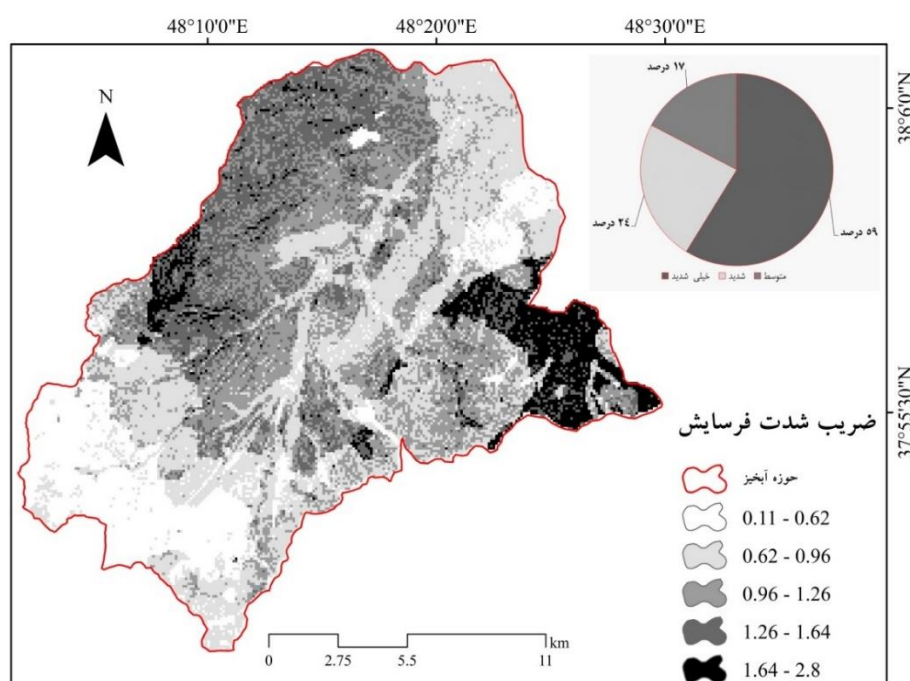 48°10'0"E
48°20'0"E
48°30'0"E
N
38°6'0"N
37°55'30"N
۱۷ درصد
۲٤ درصد
۵۹ درصد
متوسط
شدید
خیلی شدید
ضریب شدت فرسایش
حوزه آبخیز
0.11 - 0.62
0.62 - 0.96
0.96 - 1.26
1.26 - 1.64
1.64 - 2.8
km
0 2.75 5.5 11